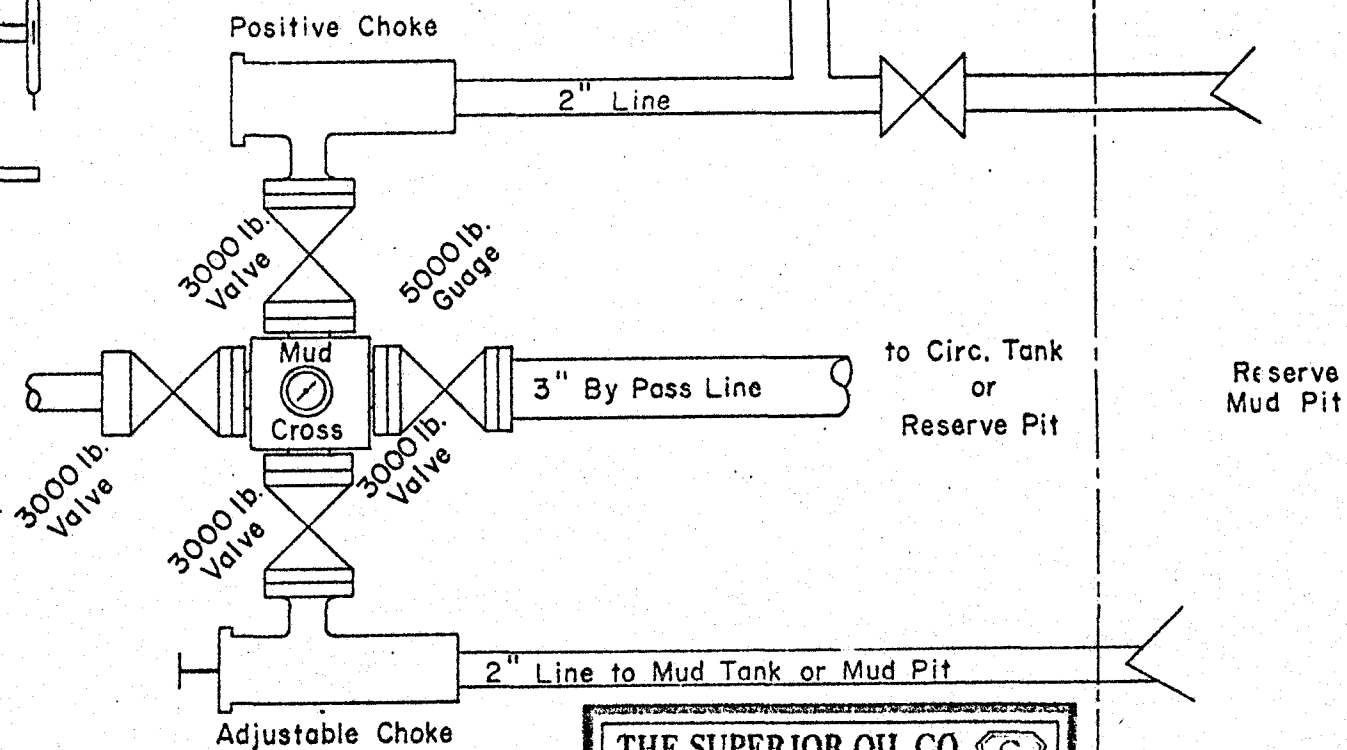 Positive Choke
2" Line
3000 lb.
Valve
5000 lb.
Guage
Mud
Cross
3" By Pass Line
to Circ. Tank
or
Reserve Pit
Reserve
Mud Pit
3000 lb.
Valve
3000 lb.
Valve
3000 lb.
Valve
2" Line to Mud Tank or Mud Pit
Adjustable Choke
THE SUPERIOR OIL CO.